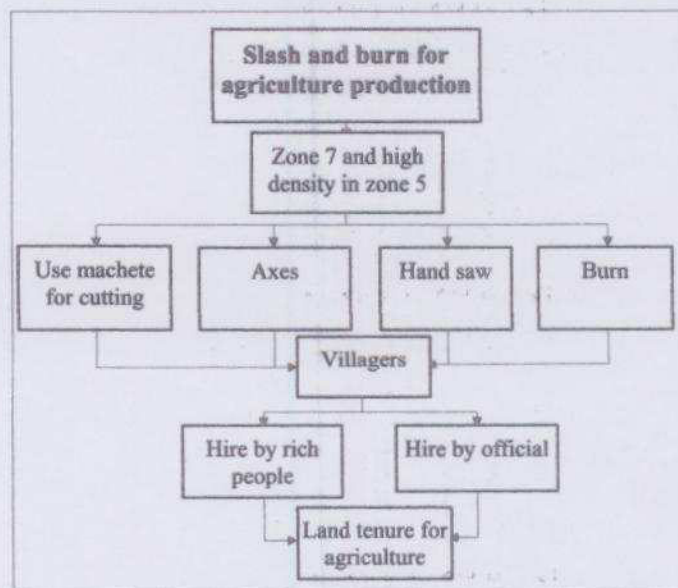 Slash and burn for
agriculture production
Zone 7 and high
density in zone 5
Use machete
for cutting
Axes
Hand saw
Burn
Villagers
Hire by rich
people
Hire by official
Land tenure for
agriculture